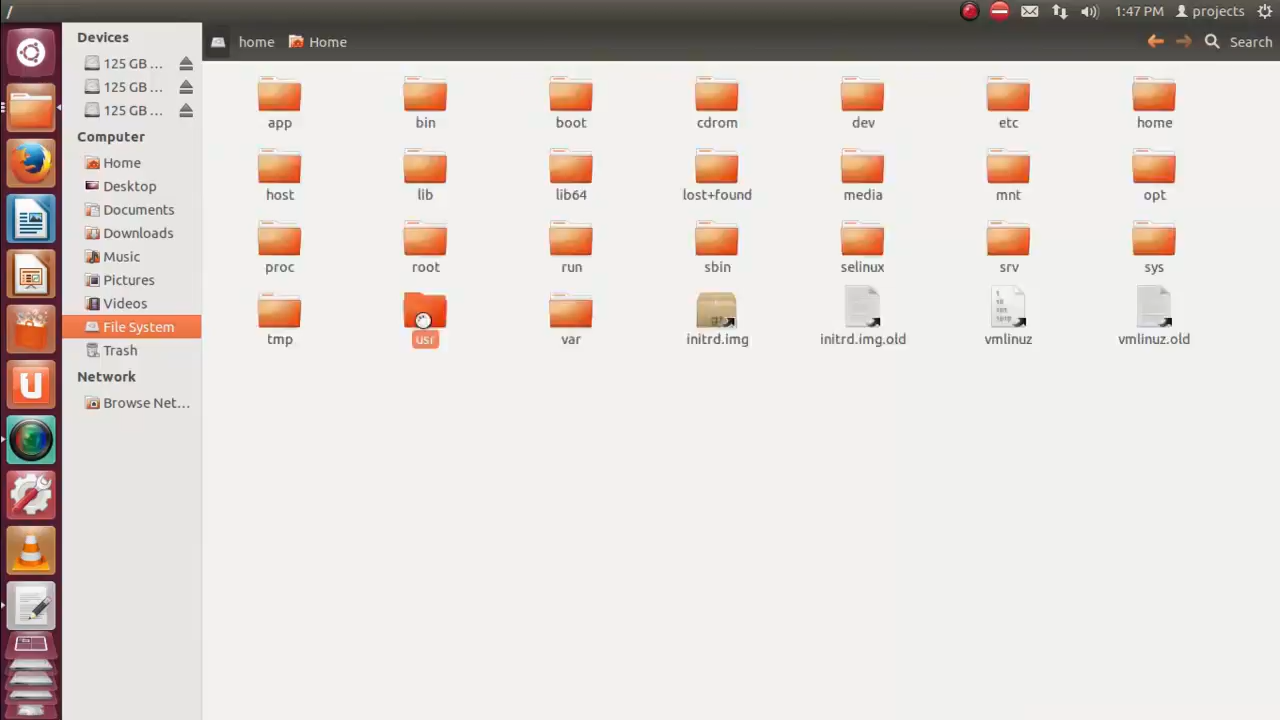 /
1:47 PM
projects
Devices
125 GB ...
125 GB ...
125 GB ...
Computer
Home
Desktop
Documents
Downloads
Music
Pictures
Videos
File System
Trash
Network
Browse Net...
home
Home
Search
app
bin
boot
cdrom
dev
etc
home
host
lib
lib64
lost+found
media
mnt
opt
proc
root
run
sbin
selinux
srv
sys
tmp
usr
var
initrd.img
initrd.img.old
vmlinuz
vmlinuz.old